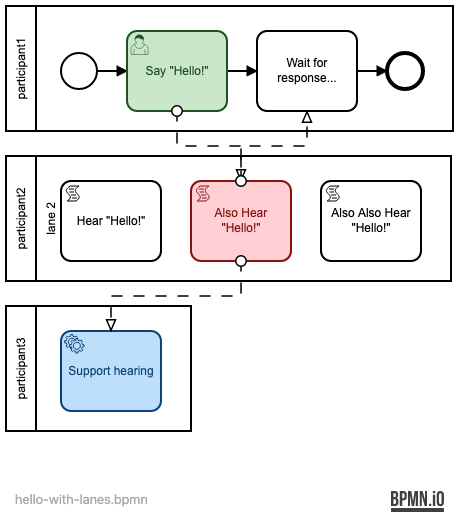 participant1
Say "Hello!"
Wait for
response...
participant2
lane 2
Hear "Hello!"
Also Hear
"Hello!"
Also Also Hear
"Hello!"
participant3
Support hearing
hello-with-lanes.bpmn
BPMN.iO